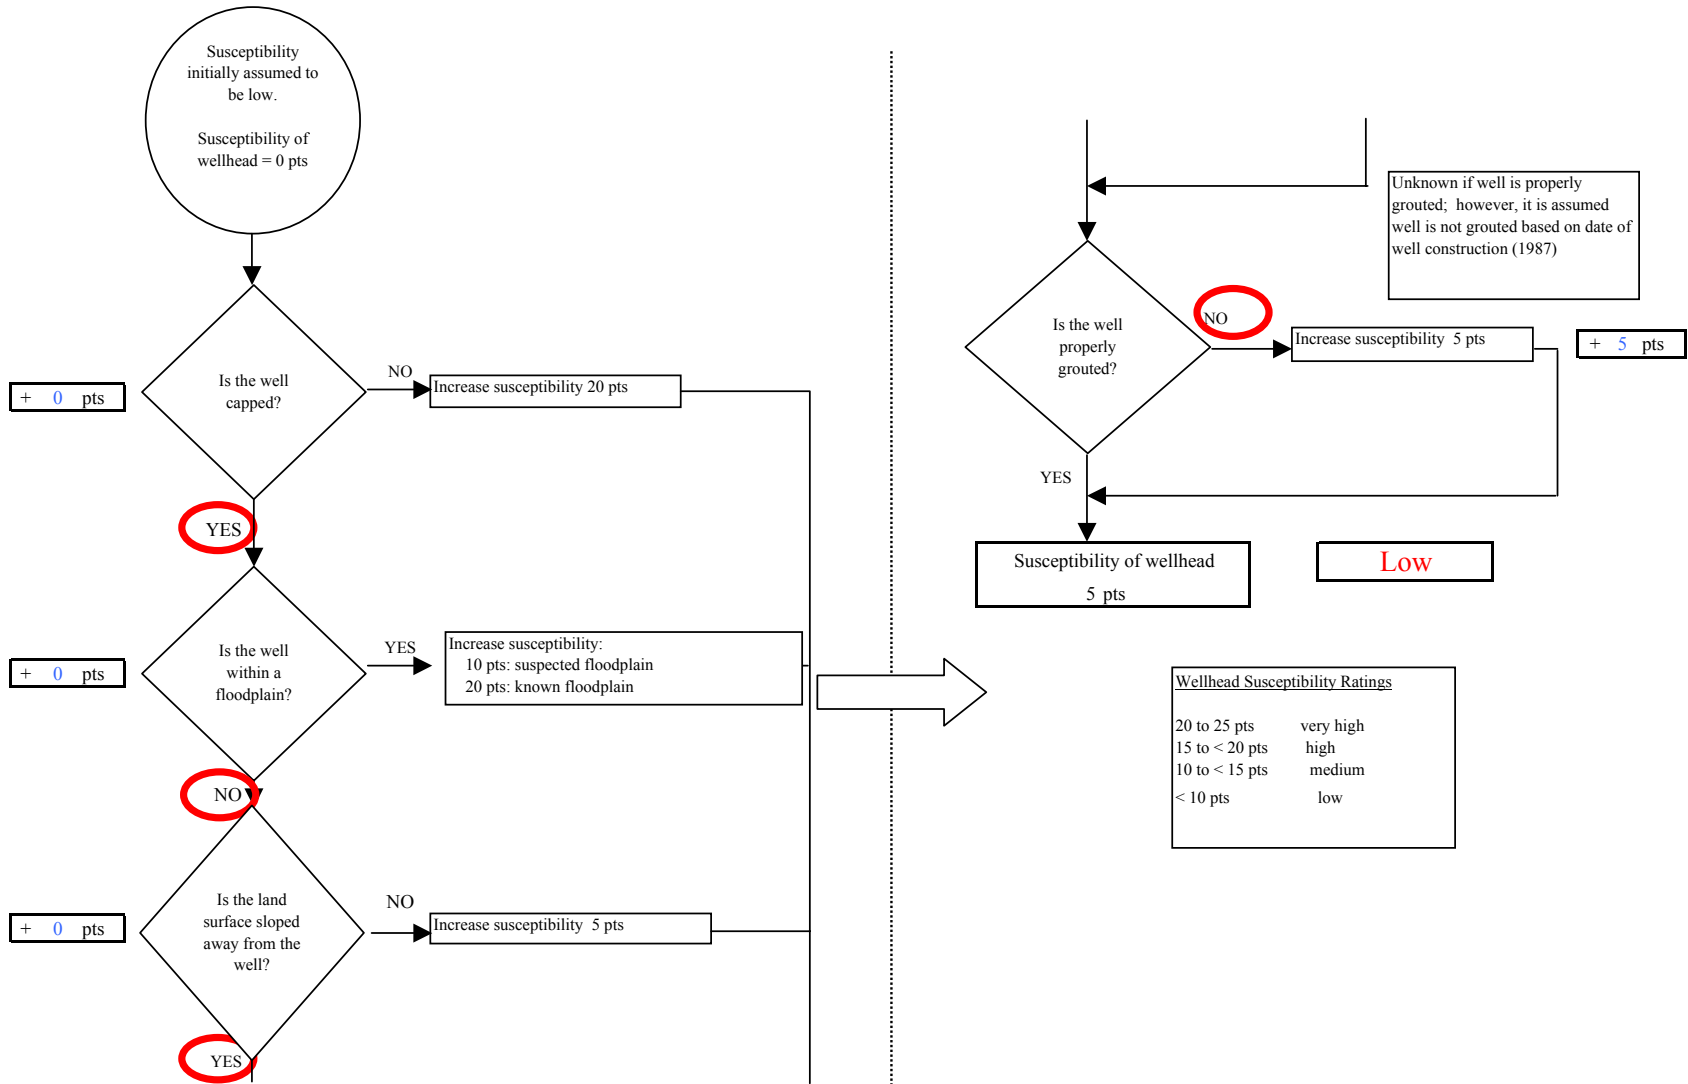 Susceptibility
initially assumed to
be low.
Susceptibility of
wellhead = 0 pts
Is the well
capped?
NO
Increase susceptibility 20 pts
+ 0 pts
YES
Is the well
within a
floodplain?
YES
Increase susceptibility:
10 pts: suspected floodplain
20 pts: known floodplain
+ 0 pts
NO
Is the land
surface sloped
away from the
well?
NO
Increase susceptibility 5 pts
+ 0 pts
YES
Unknown if well is properly
grouted; however, it is assumed
well is not grouted based on date of
well construction (1987)
Is the well
properly
grouted?
NO
Increase susceptibility 5 pts
+ 5 pts
YES
Susceptibility of wellhead
5 pts
Low
Wellhead Susceptibility Ratings
20 to 25 pts very high
15 to < 20 pts high
10 to < 15 pts medium
< 10 pts low